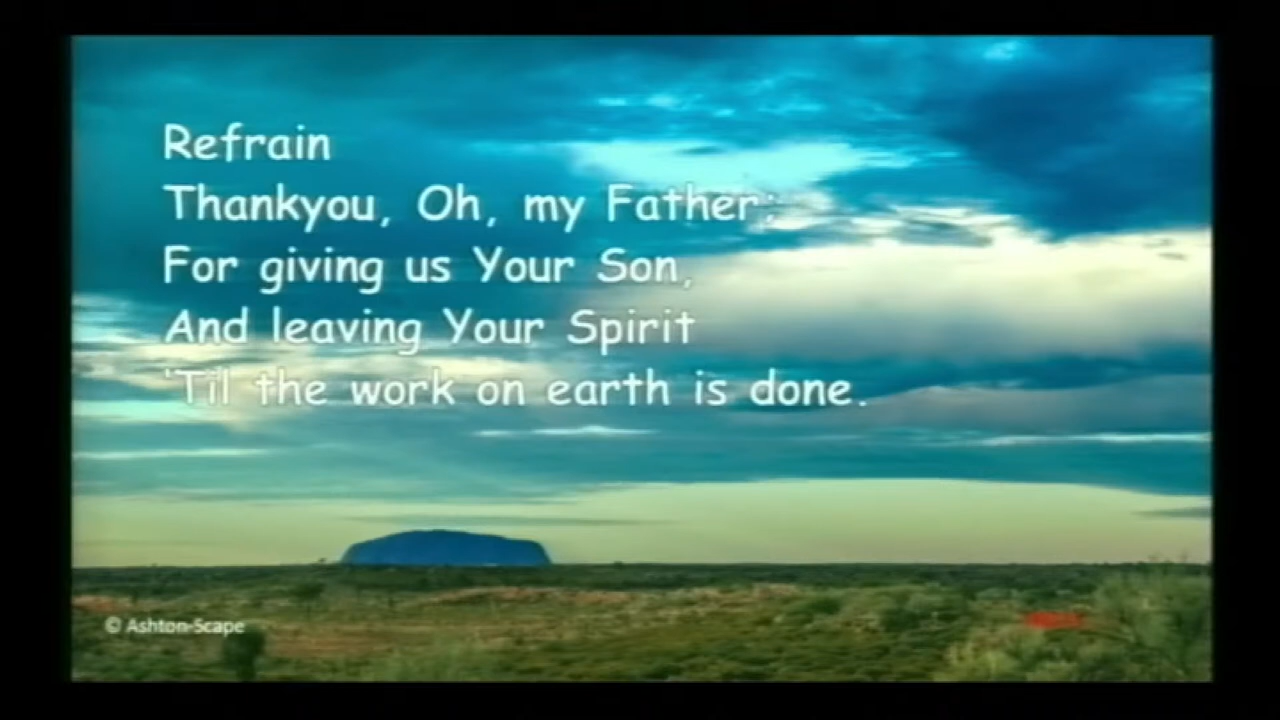 Refrain
Thankyou, Oh, my Father;
For giving us Your Son,
And leaving Your Spirit
'Til the work on earth is done.
© Ashton-Scape